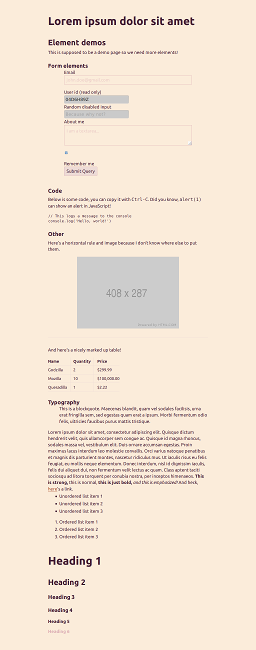 Lorem ipsum dolor sit amet
Element demos
This is supposed to be a demo page so we need more elements!
Form elements
Email
User id (read only)
Random disabled input
About me
Remember me
Submit Query
Code
Below is some code, you can copy it with Ctrl-C. Did you know, alert(1)
can show an alert in JavaScript!
// This logs a message to the console
console.log('Hello, world!')
Other
Here's a horizontal rule and image because I don't know where else to put
them.
408 x 287
And here's a nicely marked up table!
Name Quantity Price
Godzilla 2 $299.99
Mozilla 10 $100,000.00
Quesadilla 1 $2.22
Typography
This is a blockquote. Maecenas blandit, quam vel sodales facilisis, urna
erat fringilla sem, sed egestas quam erat a ipsum. Morbi fermentum odio
felis, ultrices faucibus purus mattis tristique.
Lorem ipsum dolor sit amet, consectetur adipiscing elit. Quisque dictum
hendrerit velit, quis ullamcorper sem congue ac. Quisque id magna rhoncus,
sodales massa vel, vestibulum elit. Duis ornare accumsan egestas. Proin
maximus lacus interdum leo molestie convallis. Orci varius natoque penatibus
et magnis dis parturient montes, nascetur ridiculus mus. Ut iaculis risus eu felis
feugiat, eu mollis neque elementum. Donec interdum, nisl id dignissim iaculis,
felis dui aliquet dui, non fermentum velit lectus ac quam. Class aptent taciti
sociosqu ad litora torquent per conubia nostra, per inceptos himenaeos. This
is strong, this is normal, this is just bold, and this is emphasized! And heck,
here's a link.
Unordered list item 1
Unordered list item 2
Unordered list item 3
1. Ordered list item 1
2. Ordered list item 2
3. Ordered list item 3
Heading 1
Heading 2
Heading 3
Heading 4
Heading 5
Heading 6